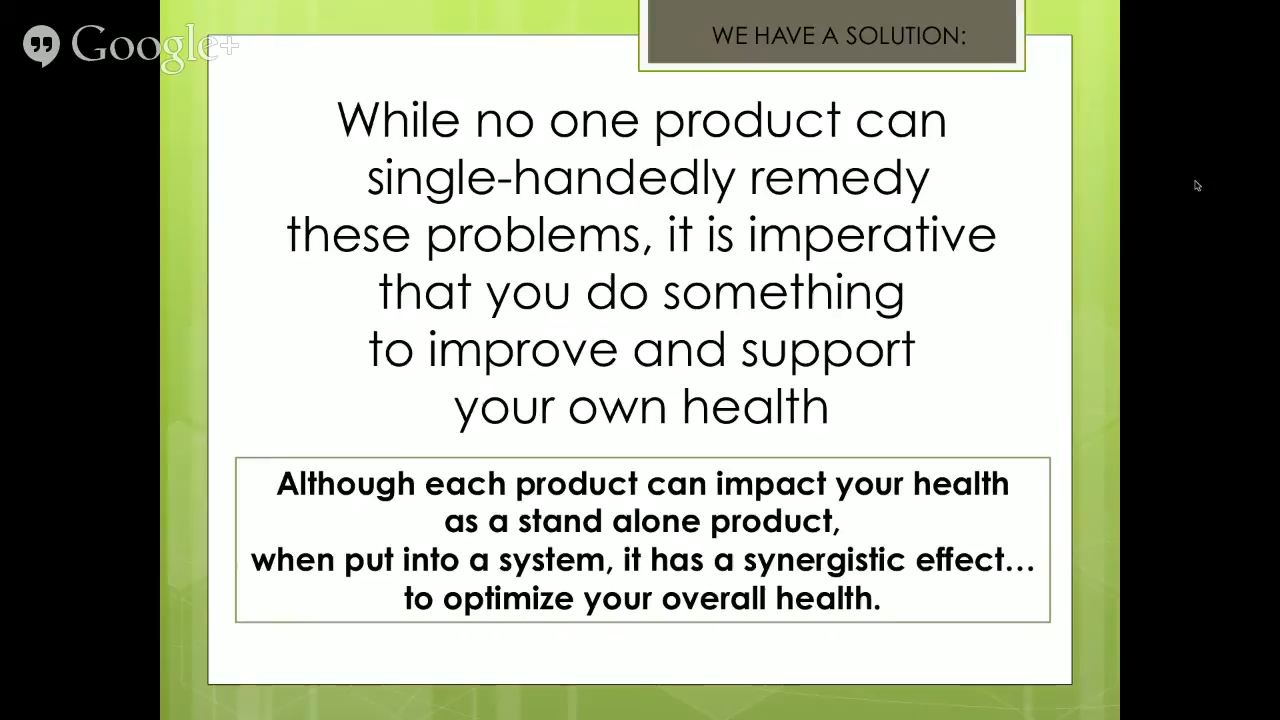 Google+
WE HAVE A SOLUTION:
While no one product can
single-handedly remedy
these problems, it is imperative
that you do something
to improve and support
your own health
Although each product can impact your health
as a stand alone product,
when put into a system, it has a synergistic effect…
to optimize your overall health.